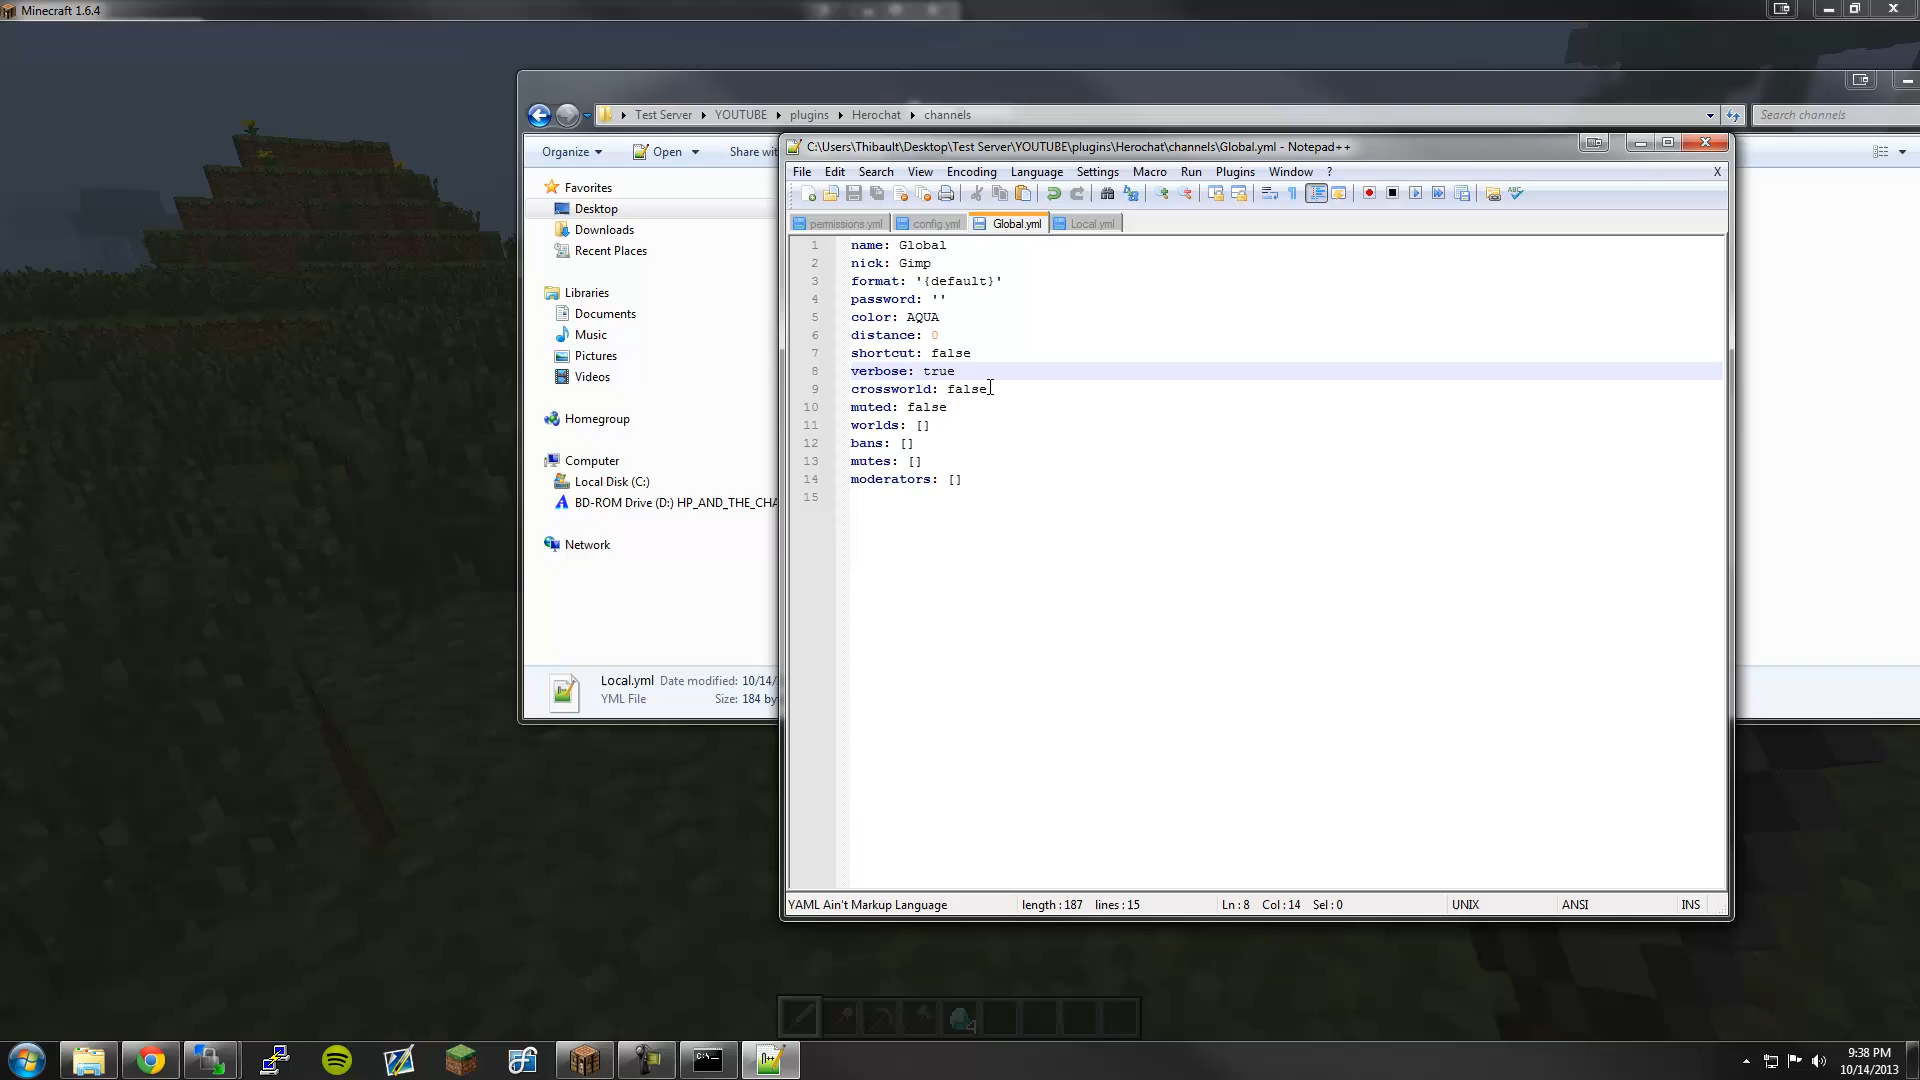 Minecraft 1.6.4
Test Server
YOUTUBE
plugins
Herochat
channels
Search channels
Organize
Open
Share wit
Favorites
Desktop
Downloads
Recent Places
Libraries
Documents
Music
Pictures
Videos
Homegroup
Computer
Local Disk (C:)
BD-ROM Drive (D:) HP_AND_THE_CHA
Network
Local.yml Date modified: 10/14/
YML File Size: 184 by
C:\Users\Thibault\Desktop\Test Server\YOUTUBE\plugins\Herochat\channels\Global.yml - Notepad++
File Edit Search View Encoding Language Settings Macro Run Plugins Window ? X
permissions.yml config.yml Global.yml Local.yml
1 name: Global
2 nick: Gimp
3 format: '{default}'
4 password: ''
5 color: AQUA
6 distance: 0
7 shortcut: false
8 verbose: true
9 crossworld: false
10 muted: false
11 worlds: []
12 bans: []
13 mutes: []
14 moderators: []
15
YAML Ain't Markup Language length : 187 lines : 15 Ln : 8 Col : 14 Sel : 0 UNIX ANSI INS
4
9:38 PM
10/14/2013